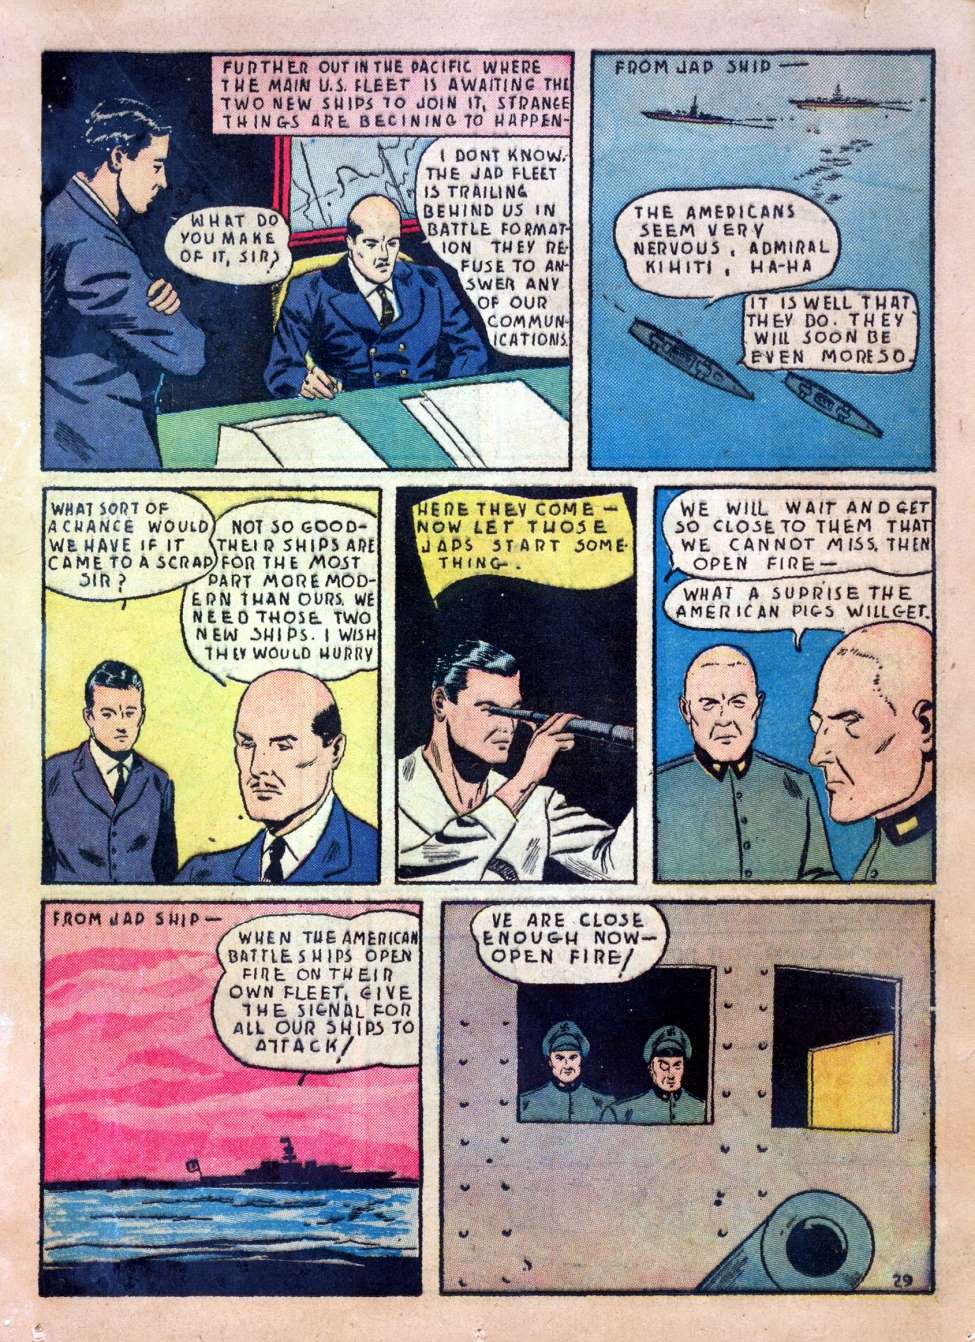 FURTHER OUT IN THE PACIFIC WHERE
THE MAIN U.S. FLEET IS AWAITING THE
TWO NEW SHIPS TO JOIN IT, STRANGE
THINGS ARE BECINING TO HAPPEN-
WHAT DO
YOU MAKE
OF IT, SIR?
I DONT KNOW.
THE JAP FLEET
IS TRAILING
BEHIND US IN
BATTLE FORMAT-
ION THEY RE-
FUSE TO AN-
SWER ANY
OF OUR
COMMUN-
ICATIONS.
FROM JAP SHIP —
THE AMERICANS
SEEM VERY
NERVOUS, ADMIRAL
KIHITI, HA-HA
IT IS WELL THAT
THEY DO. THEY
WILL SOON BE
EVEN MORESO.
WHAT SORT OF
A CHANCE WOULD
WE HAVE IF IT
CAME TO A SCRAP
SIR?
NOT SO GOOD-
THEIR SHIPS ARE
FOR THE MOST
PART MORE MOD-
ERN THAN OURS. WE
NEED THOSE TWO
NEW SHIPS. I WISH
THEY WOULD HURRY
HERE THEY COME —
NOW LET THOSE
JAPS START SOME-
THING.
WE WILL WAIT AND GET
SO CLOSE TO THEM THAT
WE CANNOT MISS, THEN
OPEN FIRE —
WHAT A SUPRISE THE
AMERICAN PIGS WILL GET.
FROM JAP SHIP —
WHEN THE AMERICAN
BATTLESHIPS OPEN
FIRE ON THEIR
OWN FLEET, GIVE
THE SIGNAL FOR
ALL OUR SHIPS TO
ATTACK!
VE ARE CLOSE
ENOUGH NOW —
OPEN FIRE!
29